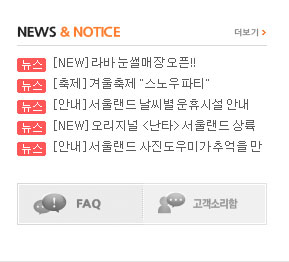 NEWS & NOTICE 더보기 >
뉴스 [NEW] 라바 눈썰매장 오픈!!
뉴스 [축제] 겨울축제 "스노우파티"
뉴스 [안내] 서울랜드 날씨별 운휴시설 안내
뉴스 [NEW] 오리지널 <난타> 서울랜드 상륙
뉴스 [안내] 서울랜드 사진도우미가 추억을 만
FAQ 고객소리함